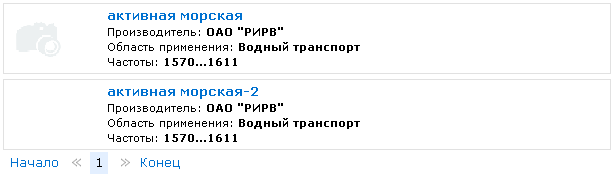 активная морская
Производитель: ОАО "РИРВ"
Область применения: Водный транспорт
Частоты: 1570...1611
активная морская-2
Производитель: ОАО "РИРВ"
Область применения: Водный транспорт
Частоты: 1570...1611
Начало « 1 » Конец